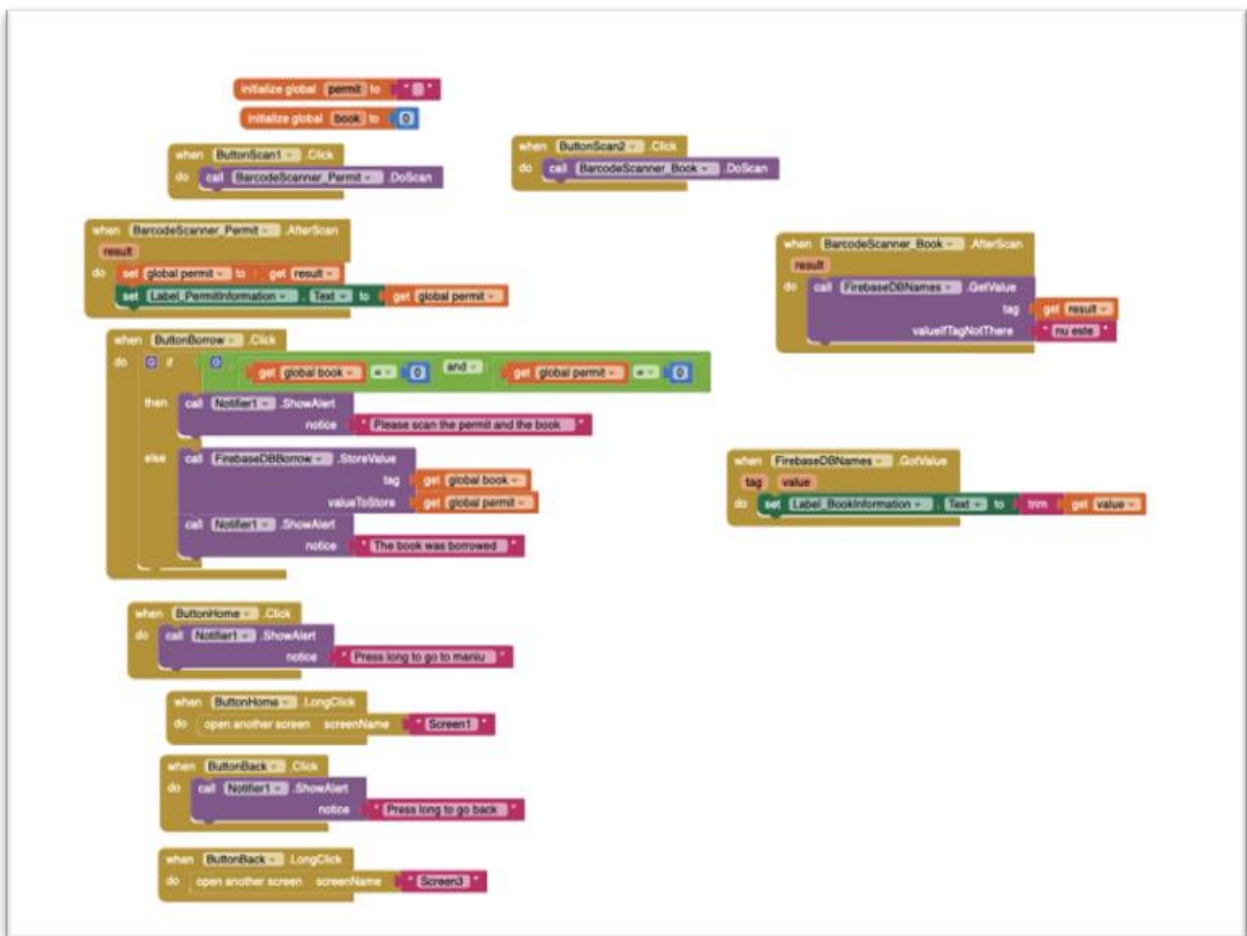 initialize global permit to " "
initialize global book to 0
when ButtonScan1 .Click
do call BarcodeScanner_Permit .DoScan
when ButtonScan2 .Click
do call BarcodeScanner_Book .DoScan
when BarcodeScanner_Permit .AfterScan
result
do set global permit to get result
set Label_PermitInformation . Text to get global permit
when BarcodeScanner_Book .AfterScan
result
do call FirebaseDBNames .GetValue
tag get result
valueIfTagNotThere " nu este "
when ButtonBorrow .Click
do if get global book = 0 and get global permit = 0
then call Notifier1 .ShowAlert
notice " Please scan the permit and the book "
else call FirebaseDBBorrow .StoreValue
tag get global book
valueToStore get global permit
call Notifier1 .ShowAlert
notice " The book was borrowed "
when FirebaseDBNames .GotValue
tag value
do set Label_BookInformation . Text to trim get value
when ButtonHome .Click
do call Notifier1 .ShowAlert
notice " Press long to go to meniu "
when ButtonHome .LongClick
do open another screen screenName " Screen1 "
when ButtonBack .Click
do call Notifier1 .ShowAlert
notice " Press long to go back "
when ButtonBack .LongClick
do open another screen screenName " Screen3 "